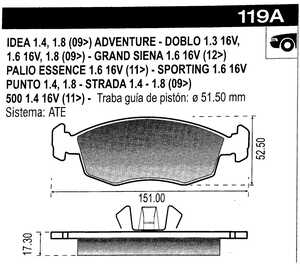 119A
IDEA 1.4, 1.8 (09>) ADVENTURE - DOBLO 1.3 16V,
1.6 16V, 1.8 (09>) - GRAND SIENA 1.6 16V (12>)
PALIO ESSENCE 1.6 16V (11>) - SPORTING 1.6 16V
PUNTO 1.4, 1.8 - STRADA 1.4 - 1.8 (09>)
500 1.4 16V (11>) - Traba guía de pistón: ø 51.50 mm
Sistema: ATE
52.50
151.00
17.30